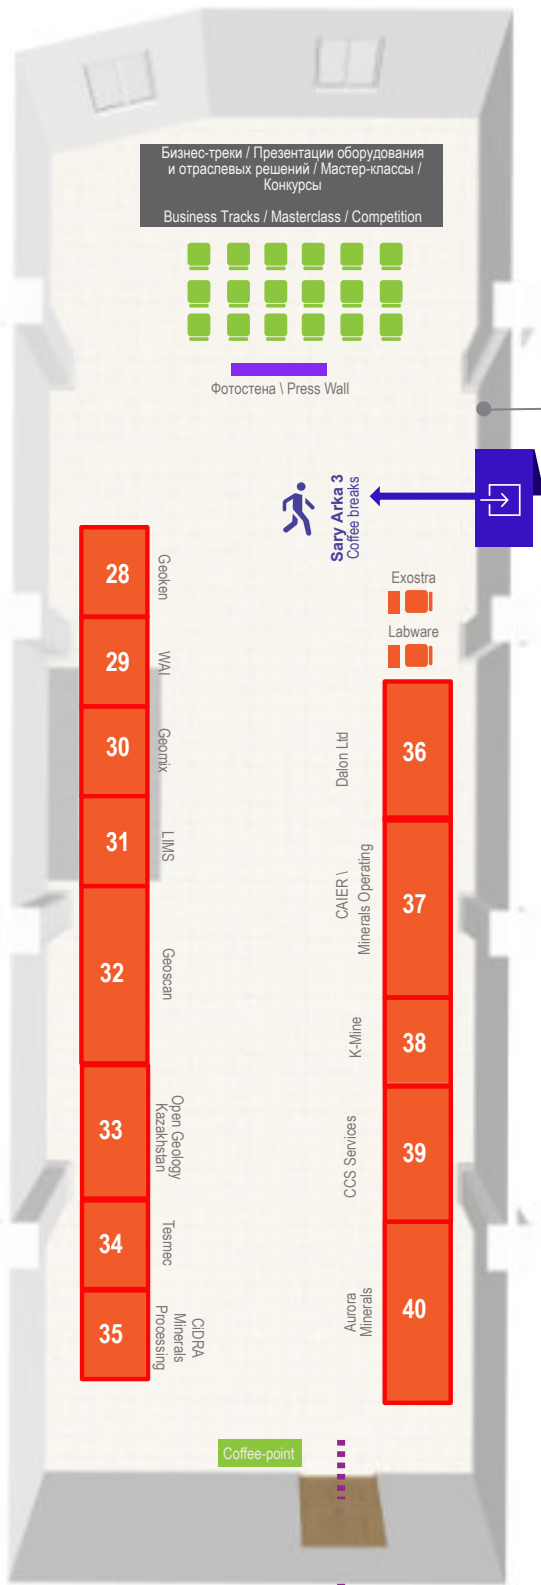 Бизнес-треки / Презентации оборудования
и отраслевых решений / Мастер-классы /
Конкурсы
Business Tracks / Masterclass / Competition
Фотостена \ Press Wall
Sary Arka 3
Coffee breaks
Exostra
Labware
28
Geoken
29
WAI
30
Geomix
31
LIMS
32
Geoscan
33
Open Geology
Kazakhstan
34
Tesmec
35
CiDRA
Minerals
Processing
Dalon Ltd
36
CAIER \
Minerals Operating
37
K-Mine
38
CCS Services
39
Aurora
Minerals
40
Coffee-point